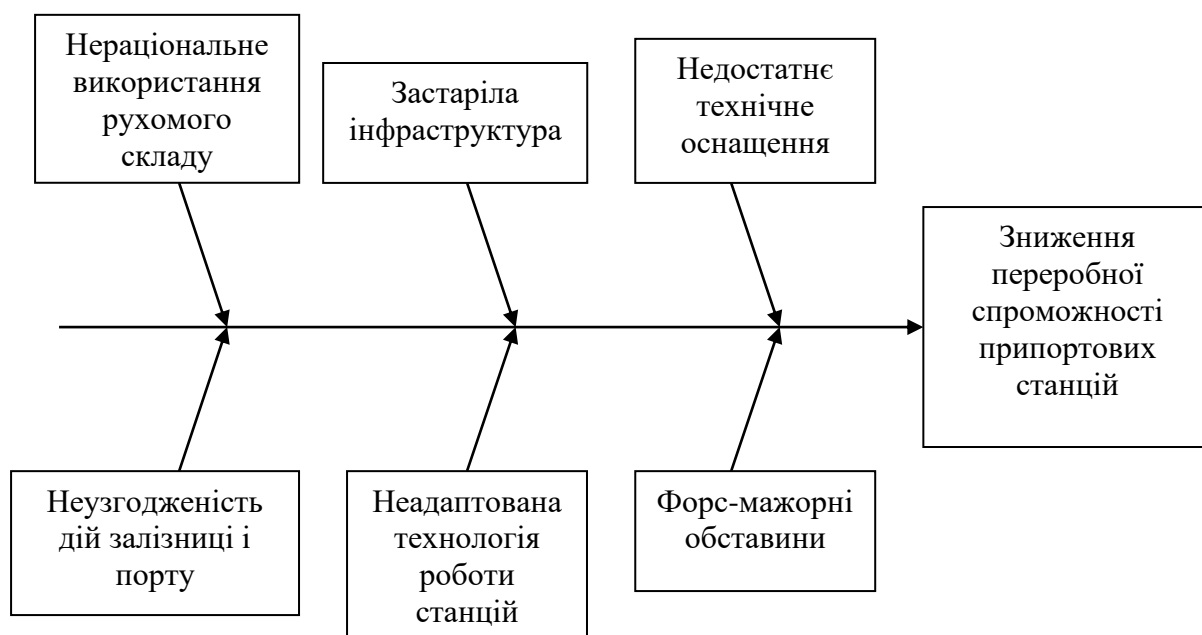 Нераціональне
використання
рухомого
складу
Застаріла
інфраструктура
Недостатнє
технічне
оснащення
Зниження
переробної
спроможності
припортових
станцій
Неузгодженість
дій залізниці і
порту
Неадаптована
технологія
роботи
станцій
Форс-мажорні
обставини